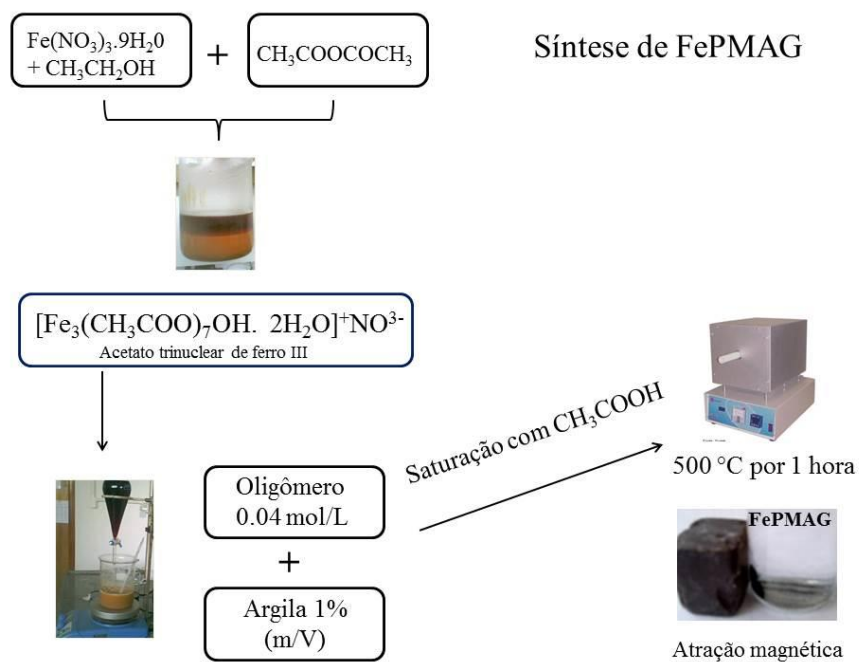 Síntese de FePMAG
Fe(NO₃)₃.9H₂0
+ CH₃CH₂OH
+
CH₃COOCOCH₃
[Fe₃(CH₃COO)₇OH. 2H₂O]⁺NO³⁻
Acetato trinuclear de ferro III
Oligômero
0.04 mol/L
+
Argila 1%
(m/V)
Saturação com CH₃COOH
500 °C por 1 hora
FePMAG
Atração magnética